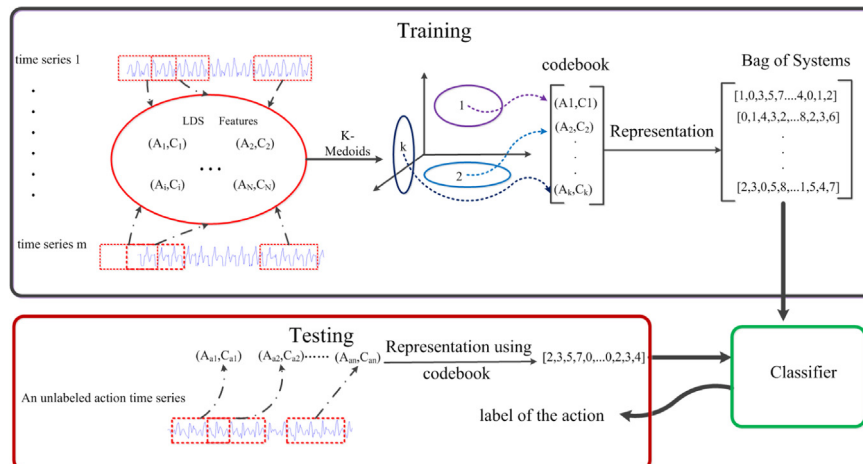 Training
time series 1
LDS Features
(A₁,C₁) (A₂,C₂)
...
(Aᵢ,Cᵢ) (A_N,C_N)
time series m
K-
Medoids
1
k
2
codebook
(A1,C1)
(A₂,C₂)
(Aₖ,Cₖ)
Representation
Bag of Systems
[1,0,3,5,7....4,0,1,2]
[0,1,4,3,2,...8,2,3,6]
[2,3,0,5,8,...1,5,4,7]
Testing
(Aₐ₁,Cₐ₁) (Aₐ₂,Cₐ₂)······(Aₐₙ,Cₐₙ)
An unlabeled action time series
Representation using
codebook
[2,3,5,7,0,...0,2,3,4]
label of the action
Classifier